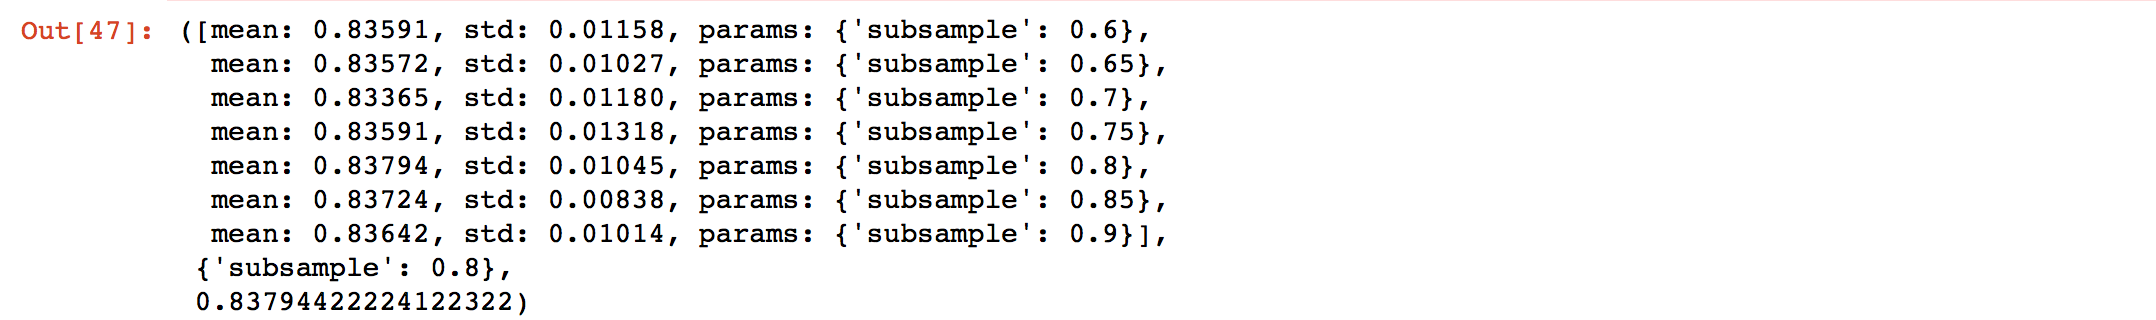 Out[47]: ([mean: 0.83591, std: 0.01158, params: {'subsample': 0.6},
mean: 0.83572, std: 0.01027, params: {'subsample': 0.65},
mean: 0.83365, std: 0.01180, params: {'subsample': 0.7},
mean: 0.83591, std: 0.01318, params: {'subsample': 0.75},
mean: 0.83794, std: 0.01045, params: {'subsample': 0.8},
mean: 0.83724, std: 0.00838, params: {'subsample': 0.85},
mean: 0.83642, std: 0.01014, params: {'subsample': 0.9}],
{'subsample': 0.8},
0.83794422224122322)